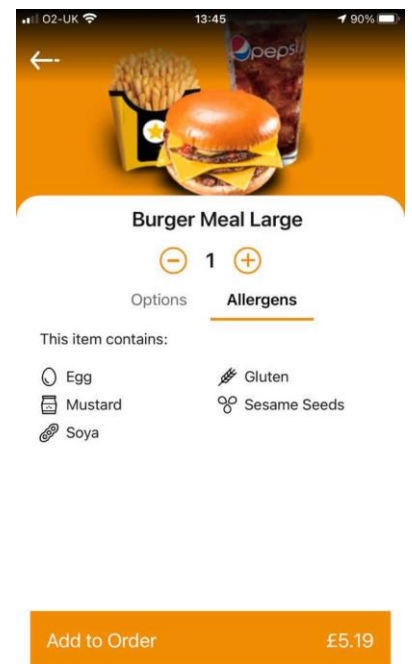 O2-UK 13:45 90%
pepsi
Burger Meal Large
1
Options Allergens
This item contains:
Egg Gluten
Mustard Sesame Seeds
Soya
Add to Order £5.19